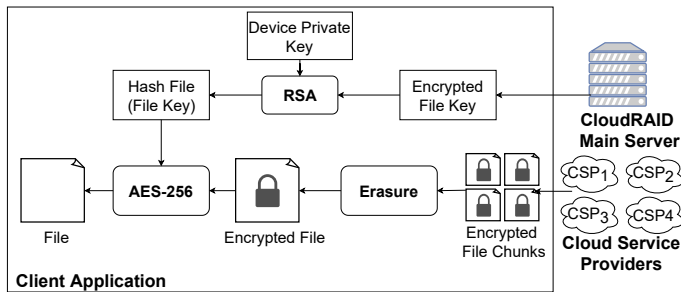 Device Private
Key
Hash File
(File Key)
RSA
Encrypted
File Key
CloudRAID
Main Server
CSP1
CSP2
CSP3
CSP4
Cloud Service
Providers
AES-256
Erasure
File
Encrypted File
Encrypted
File Chunks
Client Application